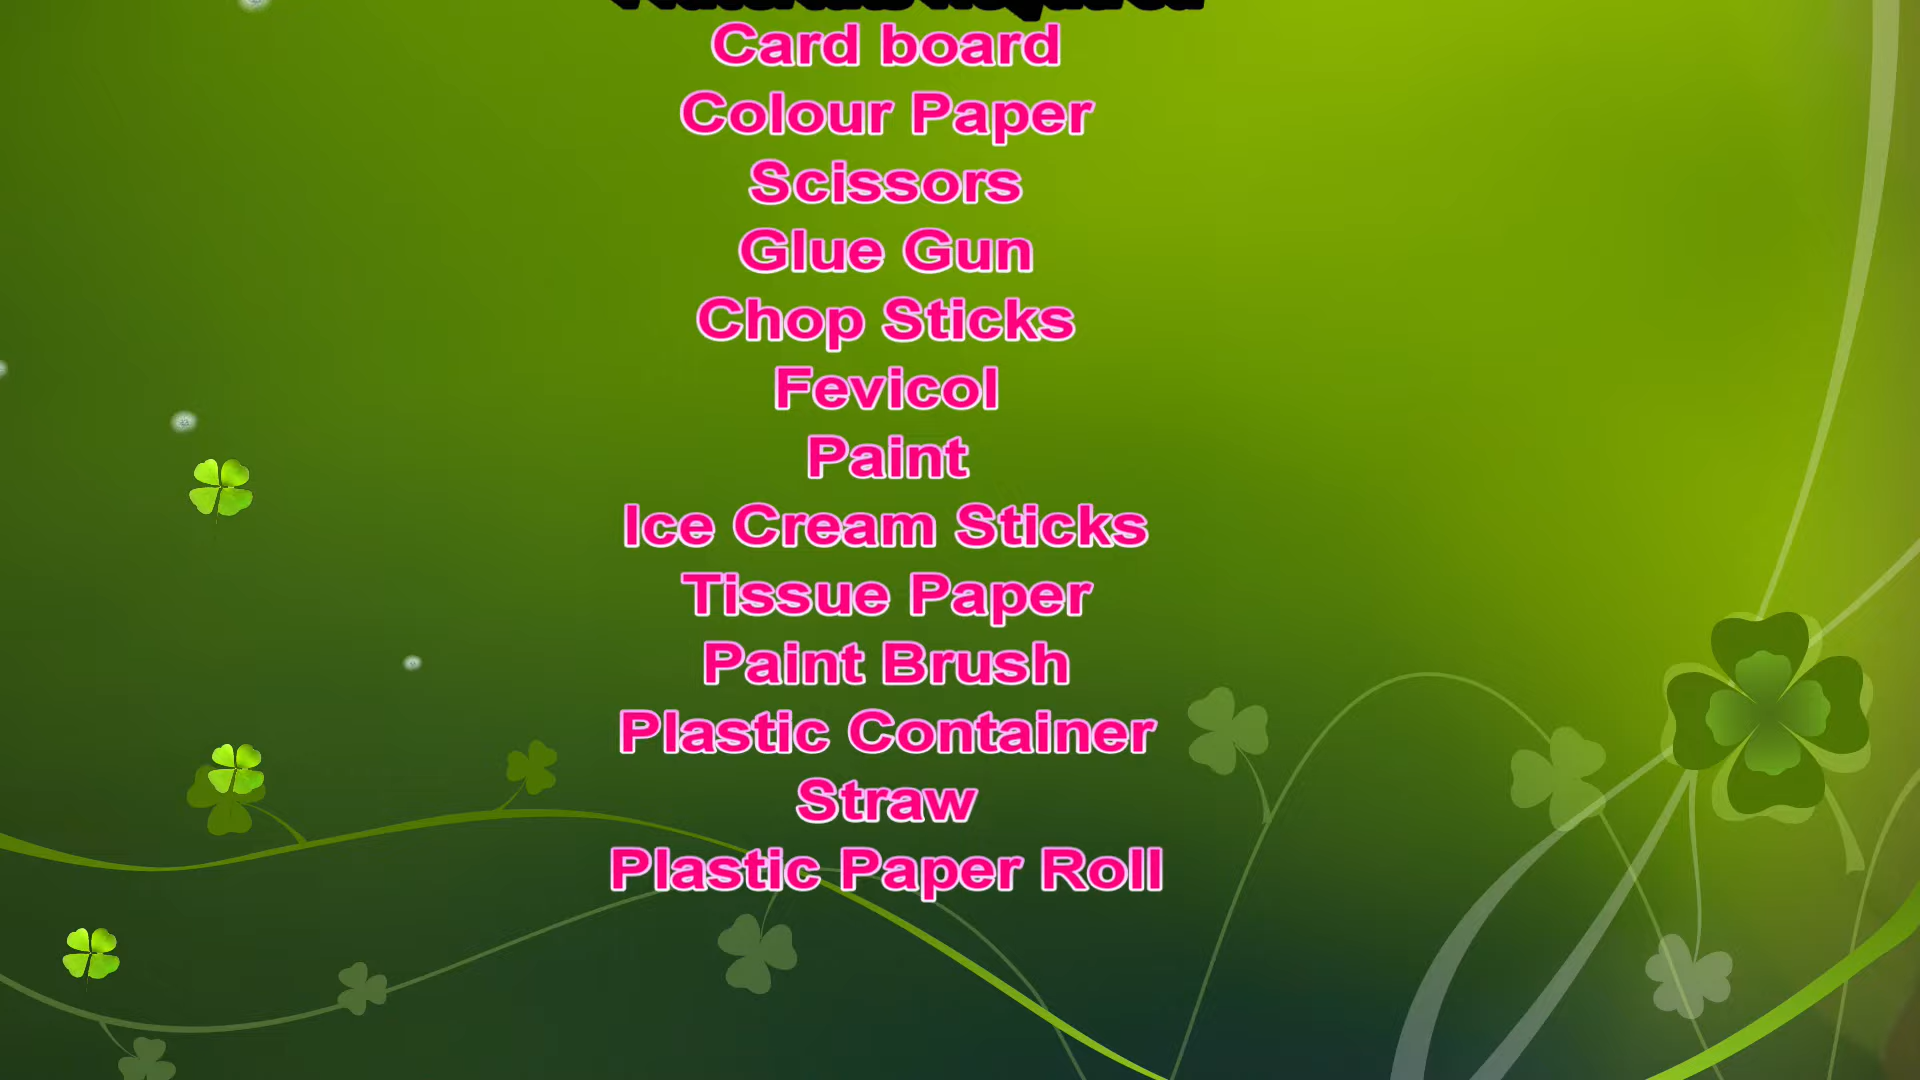 Card board
Colour Paper
Scissors
Glue Gun
Chop Sticks
Fevicol
Paint
Ice Cream Sticks
Tissue Paper
Paint Brush
Plastic Container
Straw
Plastic Paper Roll